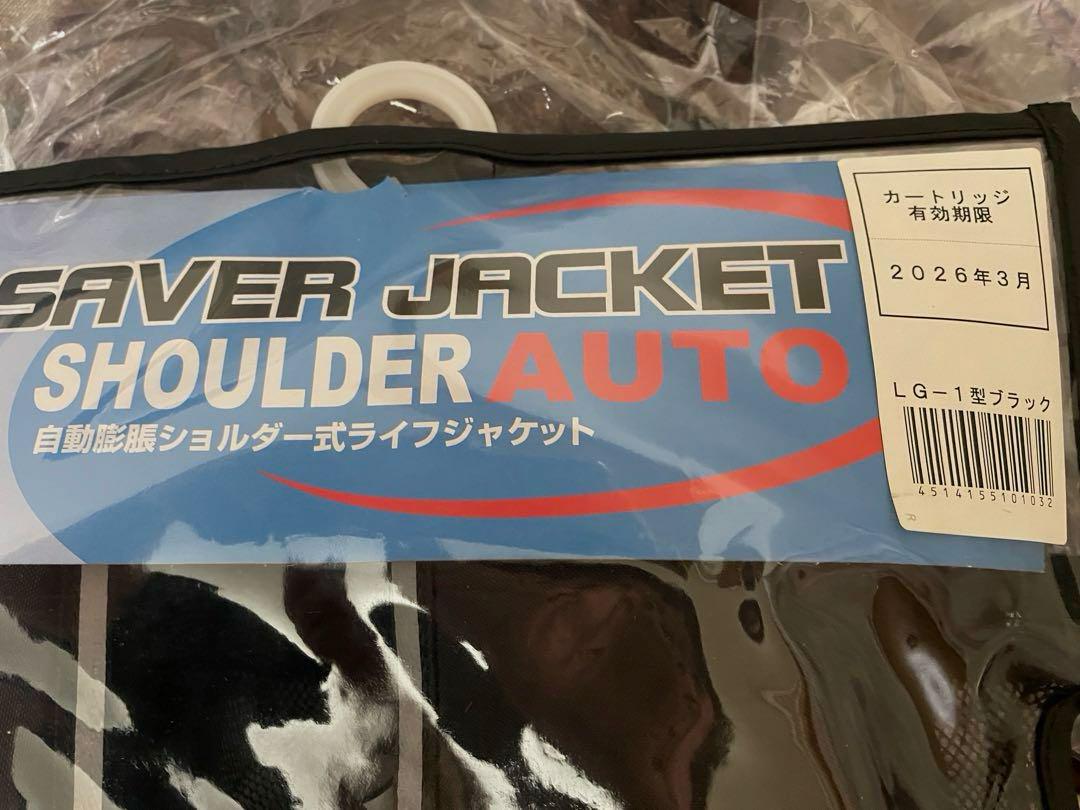 SAVER JACKET
SHOULDER AUTO
自動膨脹ショルダー式ライフジャケット
カートリッジ
有効期限
2026年3月
LG-1型ブラック
4514155101032
R